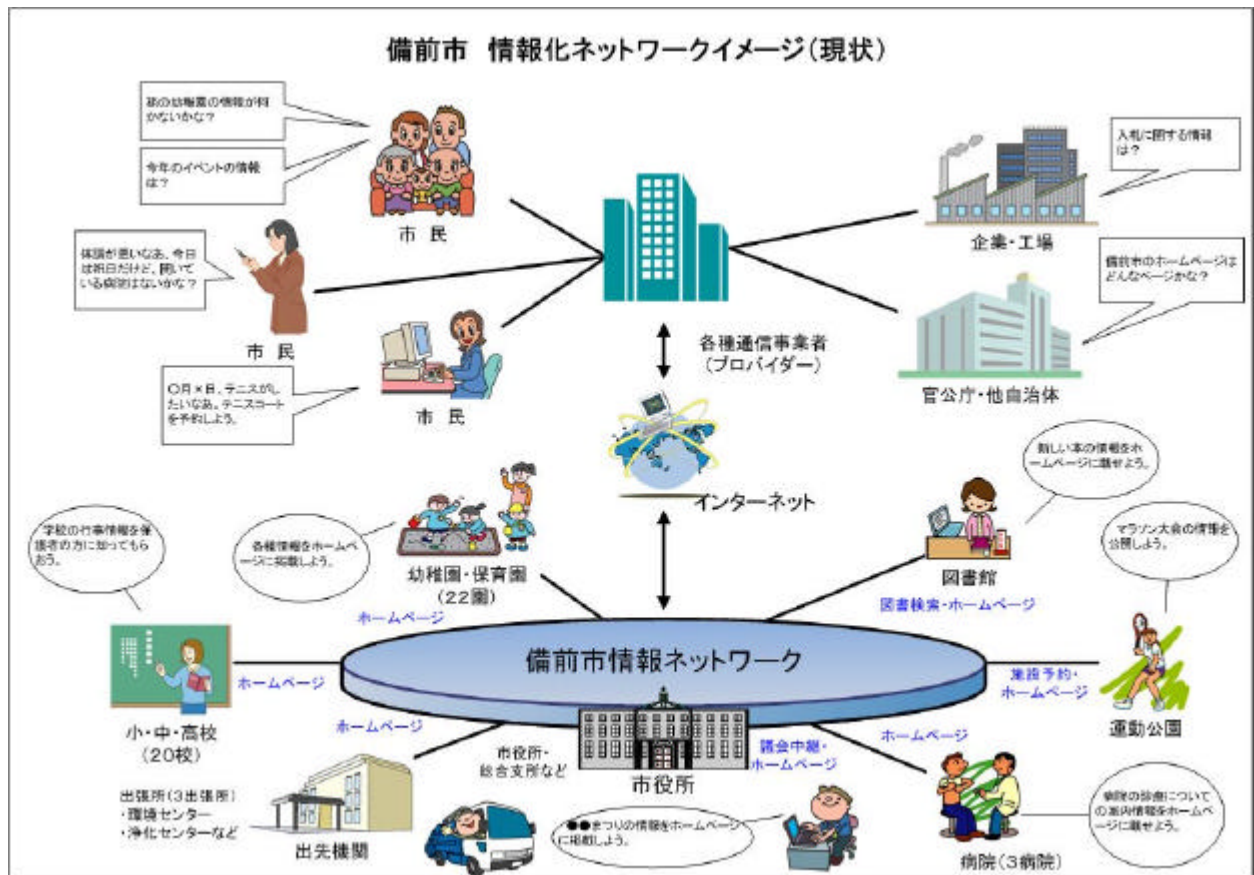 備前市 情報化ネットワークイメージ(現状)
孫の幼稚園の情報が何
かないかな？
今年のイベントの情報
は？
市 民
入札に関する情報
は？
企業・工場
体調が悪いなあ、今日
は祝日だけど、開いて
いる病院はないかな？
市 民
備前市のホームページは
どんなページかな？
官公庁・他自治体
各種通信事業者
(プロバイダー)
〇月×日、テニスがし
たいなあ。テニスコート
を予約しよう。
市 民
インターネット
新しい本の情報をホ
ームページに載せよう。
図書館
図書検索・ホームページ
学校の行事情報を保
護者の方に知ってもら
おう。
各種情報をホームペ
ージに掲載しよう。
幼稚園・保育園
(22園)
ホームページ
マラソン大会の情報を
公開しよう。
備前市情報ネットワーク
ホームページ
小・中・高校
(20校)
施設予約・
ホームページ
運動公園
ホームページ
市役所・
総合支所など
市役所
議会中継・
ホームページ
ホームページ
出張所(3出張所)
・環境センター
・浄化センターなど
出先機関
●●まつりの情報をホームページ
に掲載しよう。
病院の診療について
の案内情報をホームペ
ージに載せよう。
病院(3病院)